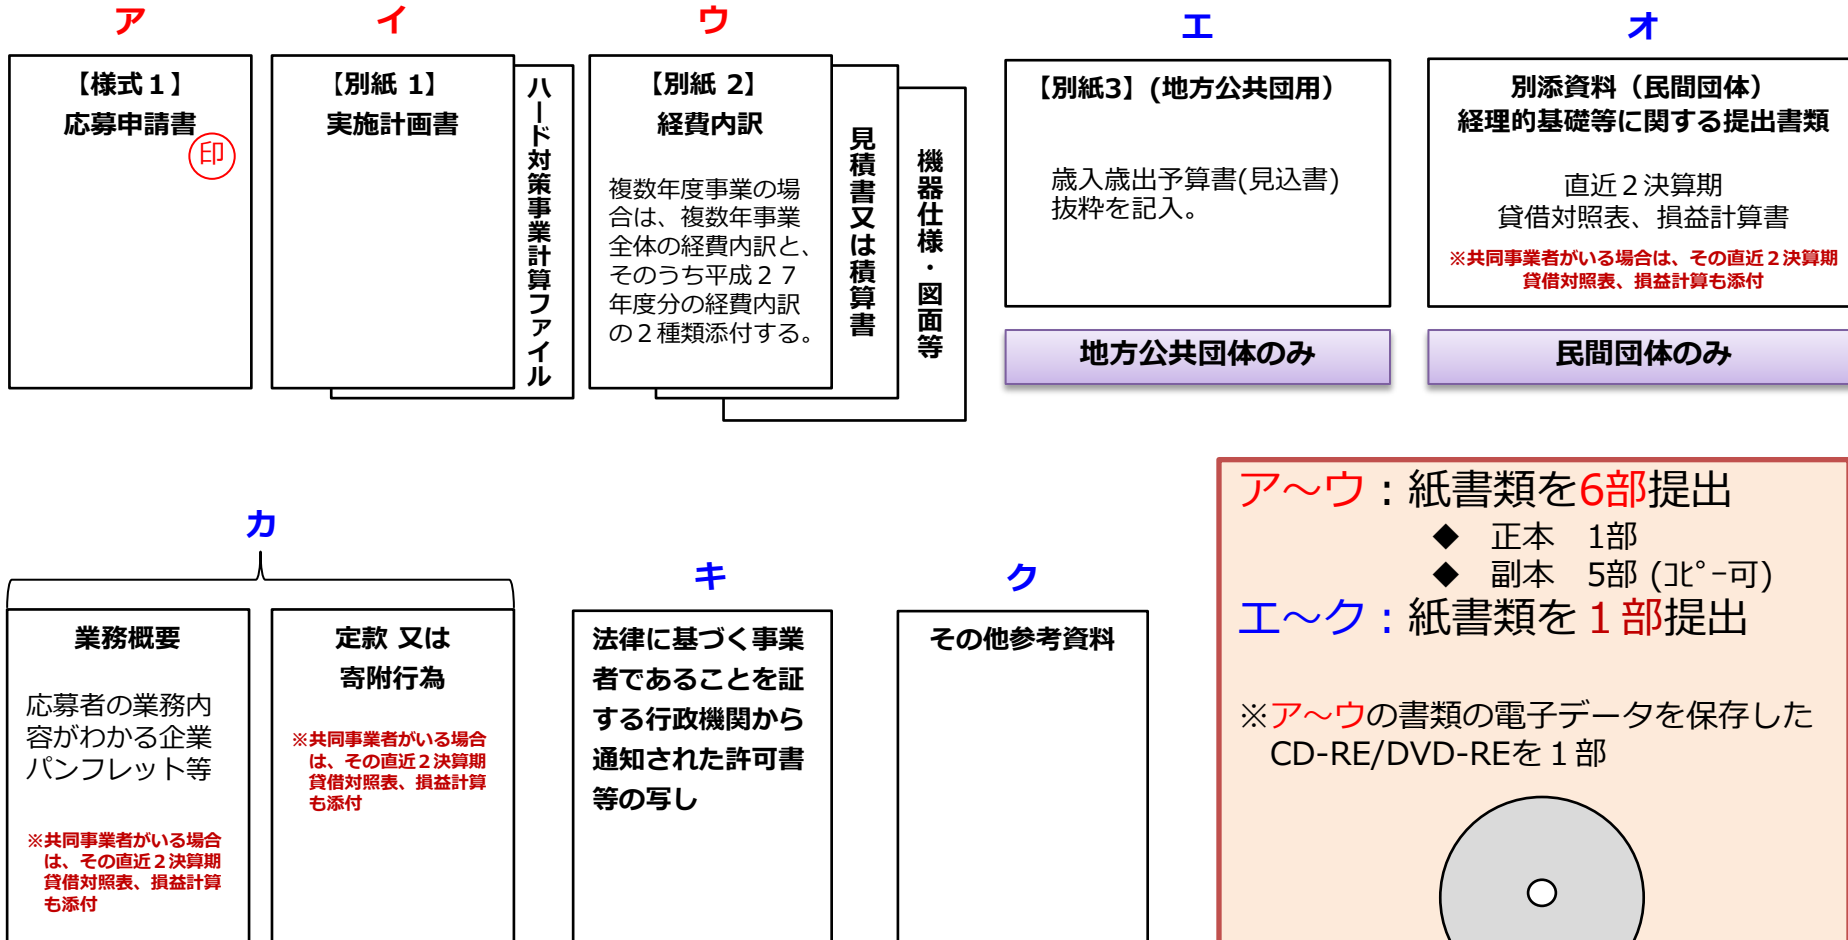 ア
【様式１】
応募申請書
印
イ
【別紙 1】
実施計画書
ハード対策事業計算ファイル
ウ
【別紙 2】
経費内訳
複数年度事業の場
合は、複数年事業
全体の経費内訳と、
そのうち平成２７
年度分の経費内訳
の２種類添付する。
見積書又は積算書
機器仕様・図面等
エ
【別紙3】(地方公共団用）
歳入歳出予算書(見込書)
抜粋を記入。
地方公共団体のみ
オ
別添資料（民間団体）
経理的基礎等に関する提出書類
直近２決算期
貸借対照表、損益計算書
※共同事業者がいる場合は、その直近２決算期
貸借対照表、損益計算も添付
民間団体のみ
カ
業務概要
応募者の業務内
容がわかる企業
パンフレット等
※共同事業者がいる場合
は、その直近２決算期
貸借対照表、損益計算
も添付
定款 又は
寄附行為
※共同事業者がいる場合
は、その直近２決算期
貸借対照表、損益計算
も添付
キ
法律に基づく事業
者であることを証
する行政機関から
通知された許可書
等の写し
ク
その他参考資料
ア～ウ：紙書類を6部提出
◆ 正本 1部
◆ 副本 5部 (ｺﾋﾟｰ可)
エ～ク：紙書類を１部提出
※ア～ウの書類の電子データを保存した
CD-RE/DVD-REを１部